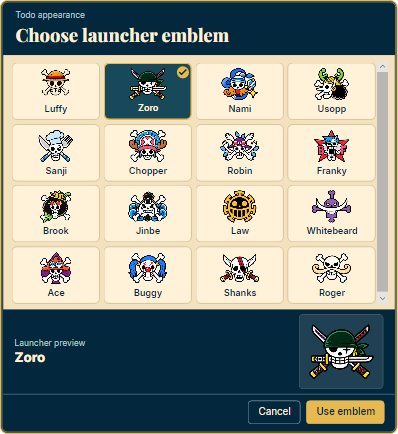 Todo appearance
Choose launcher emblem
Luffy
Zoro
Nami
Usopp
Sanji
Chopper
Robin
Franky
Brook
Jinbe
Law
Whitebeard
Ace
Buggy
Shanks
Roger
Launcher preview
Zoro
Cancel
Use emblem